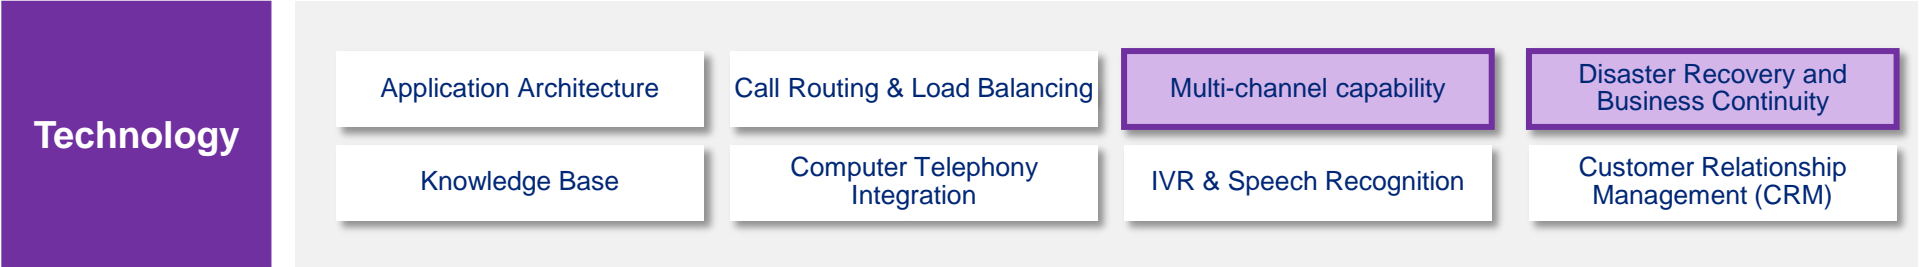 Technology
Application Architecture
Call Routing & Load Balancing
Multi-channel capability
Disaster Recovery and
Business Continuity
Knowledge Base
Computer Telephony
Integration
IVR & Speech Recognition
Customer Relationship
Management (CRM)